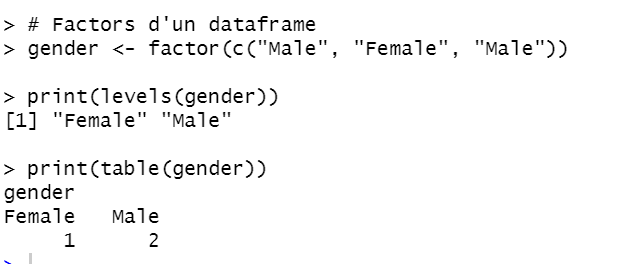 > # Factors d'un dataframe
> gender <- factor(c("Male", "Female", "Male"))
> print(levels(gender))
[1] "Female" "Male"
> print(table(gender))
gender
Female   Male
     1      2
>